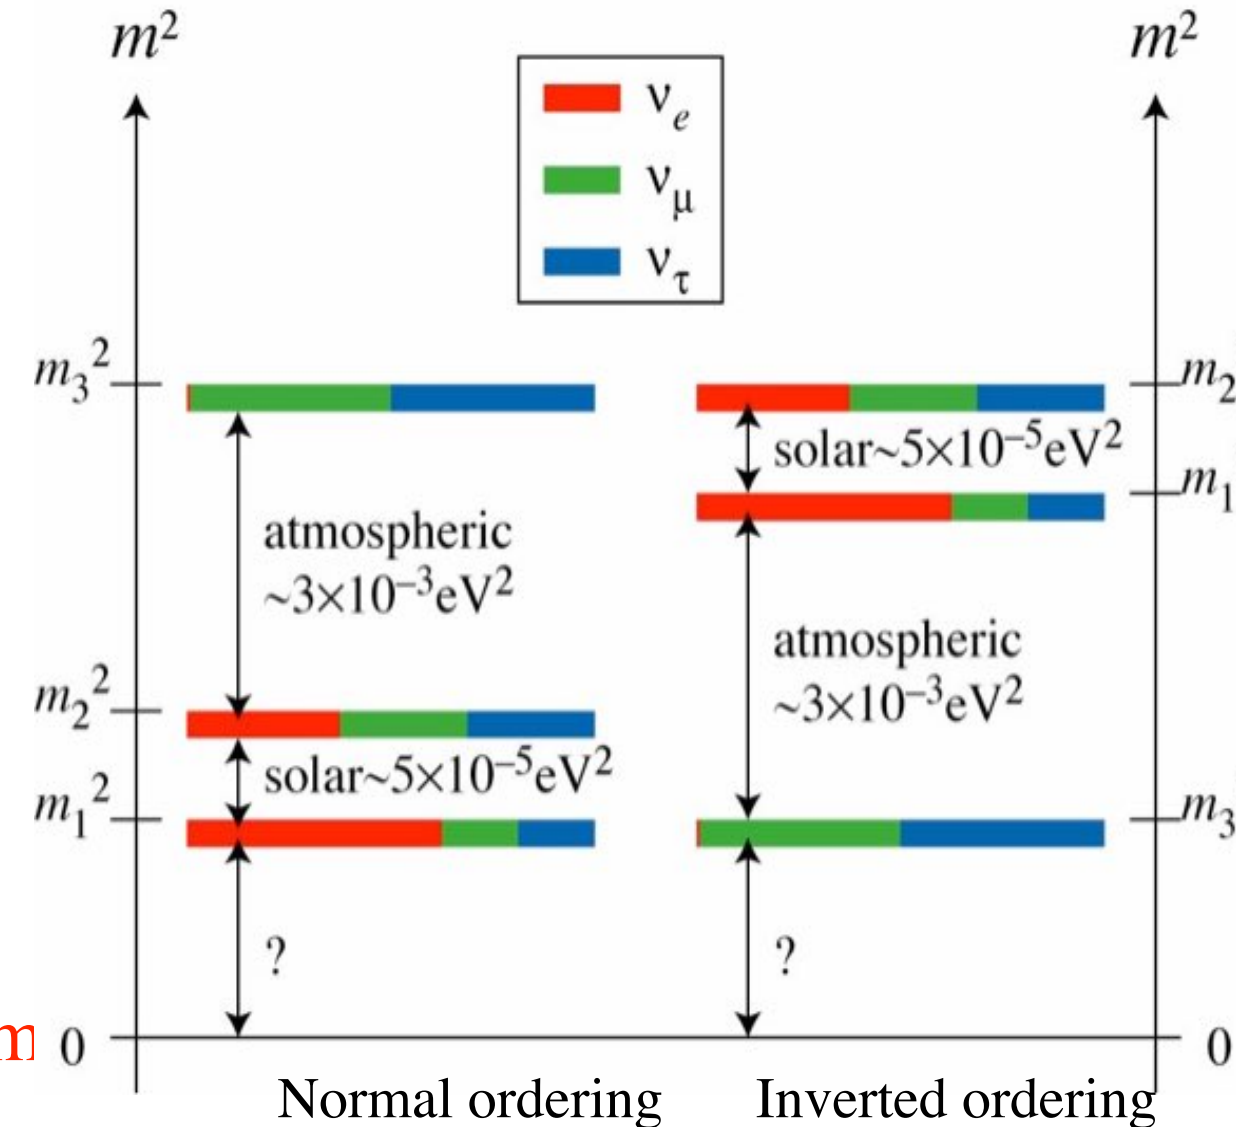 m²
m²
νe
νμ
ντ
m₃²
m₂
solar~5×10⁻⁵eV²
m₁
atmospheric
~3×10⁻³eV²
atmospheric
~3×10⁻³eV²
m₂²
solar~5×10⁻⁵eV²
m₁²
m₃
?
?
m
0
0
Normal ordering
Inverted ordering